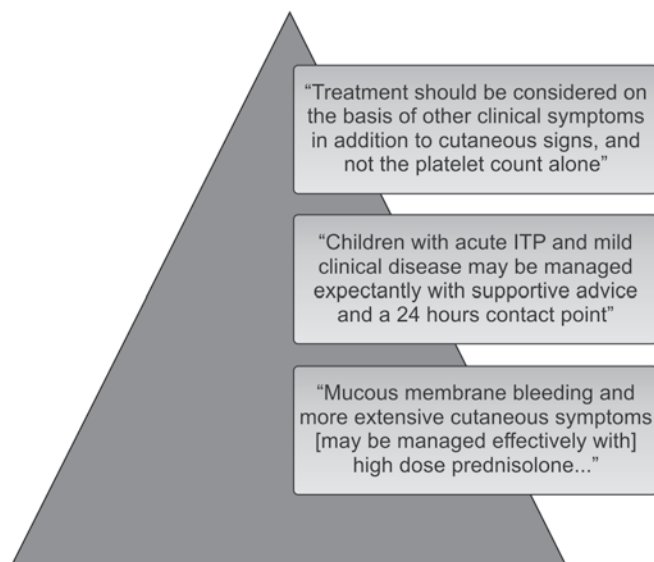 “Treatment should be considered on
the basis of other clinical symptoms
in addition to cutaneous signs, and
not the platelet count alone”
“Children with acute ITP and mild
clinical disease may be managed
expectantly with supportive advice
and a 24 hours contact point”
“Mucous membrane bleeding and
more extensive cutaneous symptoms
[may be managed effectively with]
high dose prednisolone...”